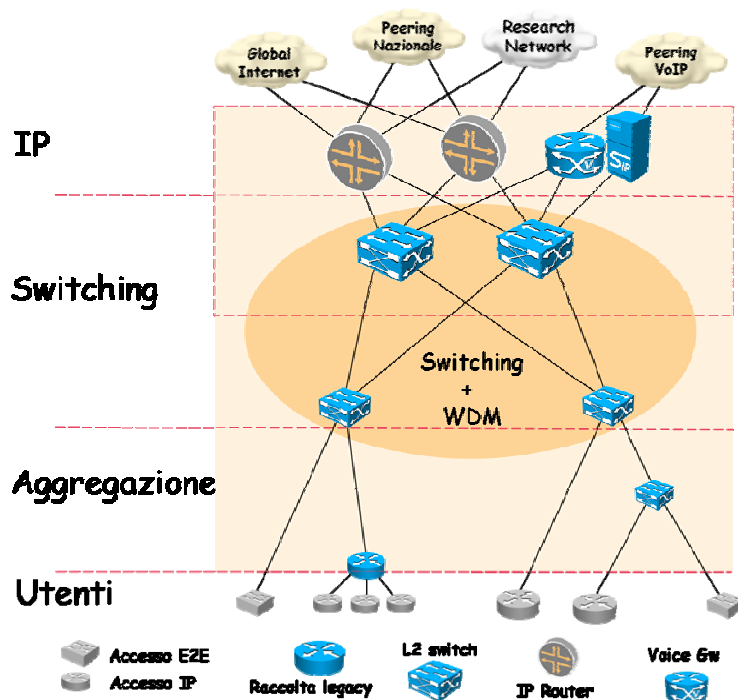 Global
Internet
Peering
Nazionale
Research
Network
Peering
VoIP
IP
V
SIP
Switching
Switching
+
WDM
Aggregazione
Utenti
Accesso E2E
Accesso IP
Raccolta legacy
L2 switch
IP Router
Voice Gw
V